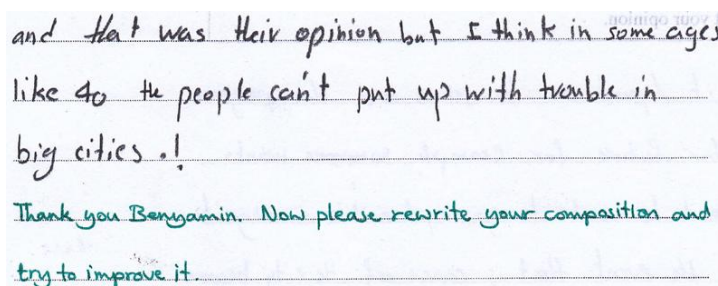 and that was their opinion but I think in some ages
like 40 the people can't put up with trouble in
big cities .!
Thank you Benyamin. Now please rewrite your composition and
try to improve it.